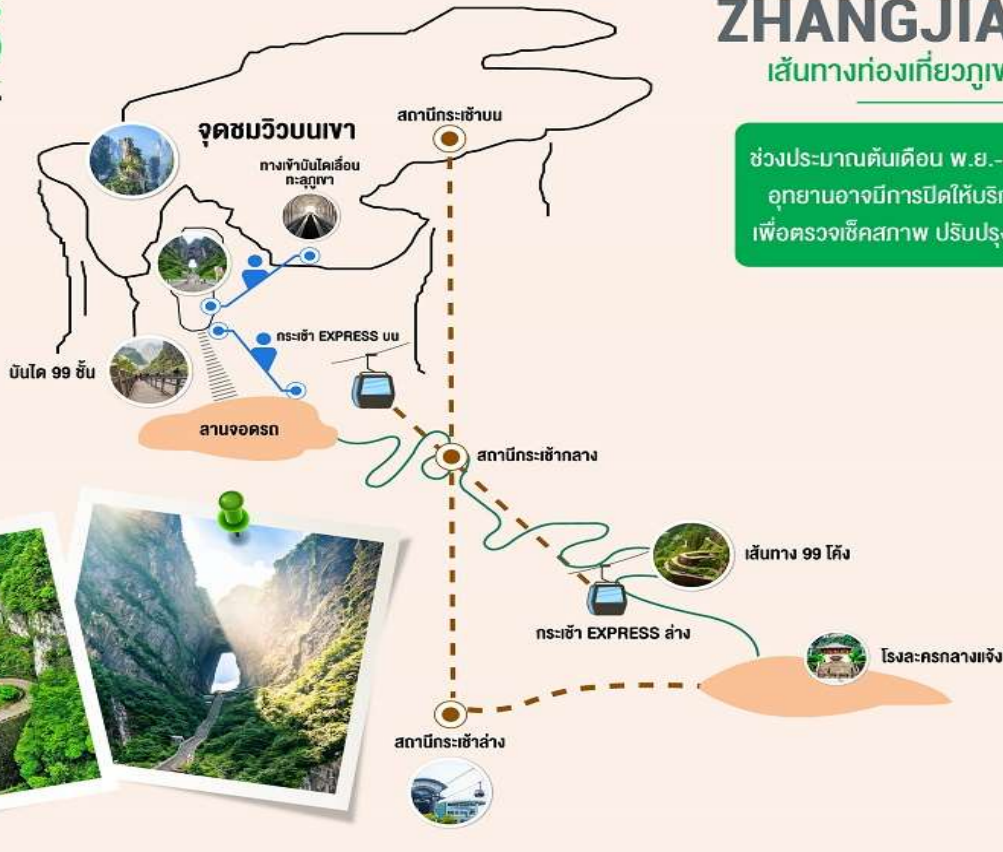 ZHANGJIA
เส้นทางท่องเที่ยวภูเข
ช่วงประมาณต้นเดือน พ.ย.-
อุทยานอาจมีการปิดให้บริก
เพื่อตรวจเช็คสภาพ ปรับปรุง
สถานีกระเช้าบน
จุดชมวิวบนเขา
ทางเข้าบันไดเลื่อน
ทะลุภูเขา
กระเช้า EXPRESS บน
บันได 99 ชั้น
ลานจอดรถ
สถานีกระเช้ากลาง
เส้นทาง 99 โค้ง
กระเช้า EXPRESS ล่าง
โรงละครกลางแจ้ง
สถานีกระเช้าล่าง